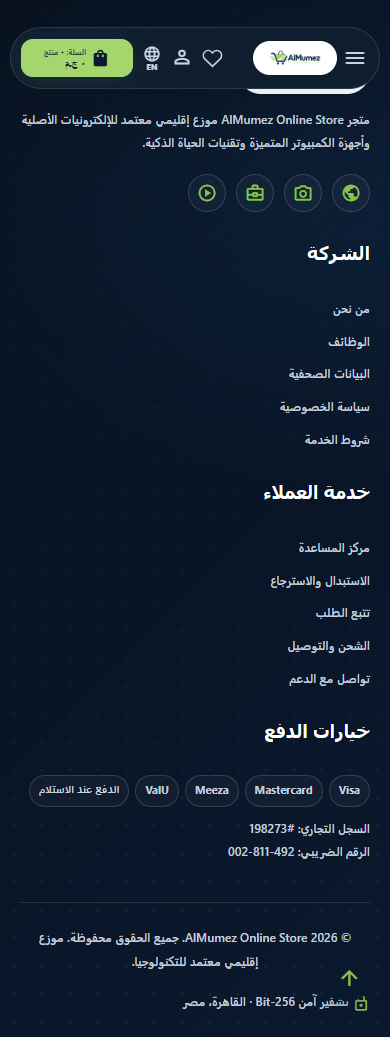 AlMumez
EN
السلة: ٠ منتج
٠ ج.م
متجر AlMumez Online Store موزع إقليمي معتمد للإلكترونيات الأصلية
وأجهزة الكمبيوتر المتميزة وتقنيات الحياة الذكية.
الشركة
من نحن
الوظائف
البيانات الصحفية
سياسة الخصوصية
شروط الخدمة
خدمة العملاء
مركز المساعدة
الاستبدال والاسترجاع
تتبع الطلب
الشحن والتوصيل
تواصل مع الدعم
خيارات الدفع
Visa
Mastercard
Meeza
ValU
الدفع عند الاستلام
السجل التجاري: #198273
الرقم الضريبي: 492-811-002
© 2026 AlMumez Online Store. جميع الحقوق محفوظة. موزع
إقليمي معتمد للتكنولوجيا.
تشفير آمن 256-Bit · القاهرة، مصر